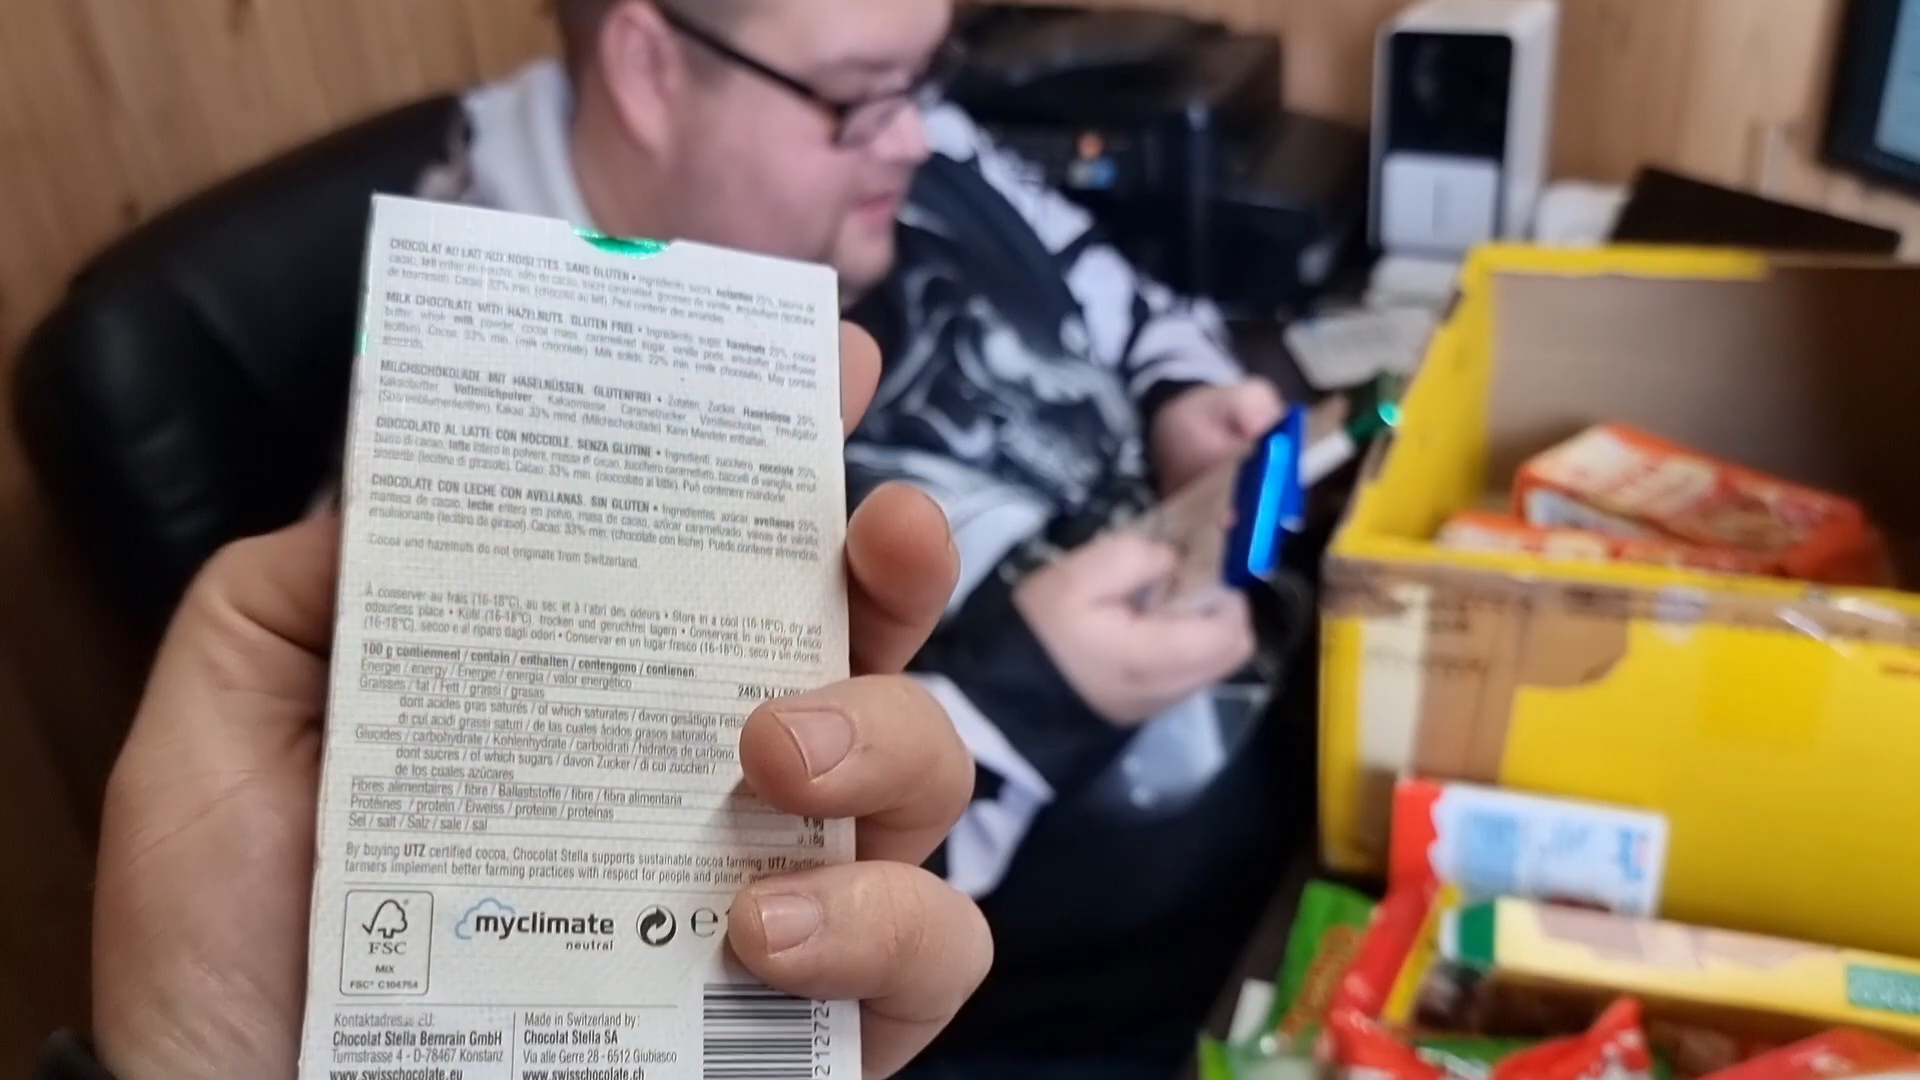 CHOCOLAT AU LAIT AUX NOISETTES. SANS GLUTEN • Ingrédients: sucre, noisettes 25%, beurre de
cacao, lait entier en poudre, pâte de cacao, sucre caramélisé, gousses de vanille, émulsifiant (lécithine
de tournesol). Cacao: 33% min. (chocolat au lait). Peut contenir des amandes.
MILK CHOCOLATE WITH HAZELNUTS. GLUTEN FREE • Ingredients: sugar, hazelnuts 25%, cocoa
butter, whole milk powder, cocoa mass, caramelised sugar, vanilla pods, emulsifier (sunflower
lecithin). Cocoa: 33% min. (milk chocolate). Milk solids: 22% min. (milk chocolate). May contain
almonds.
MILCHSCHOKOLADE MIT HASELNÜSSEN. GLUTENFREI • Zutaten: Zucker, Haselnüsse 25%,
Kakaobutter, Vollmilchpulver, Kakaomasse, Caramelzucker, Vanilleschoten, Emulgator
(Sonnenblumenlezithin). Kakao: 33% mind. (Milchschokolade). Kann Mandeln enthalten.
CIOCCOLATO AL LATTE CON NOCCIOLE. SENZA GLUTINE • Ingredienti: zucchero, nocciole 25%,
burro di cacao, latte intero in polvere, massa di cacao, zucchero caramellato, baccelli di vaniglia, emul-
sionante (lecitina di girasole). Cacao: 33% min. (cioccolato al latte). Può contenere mandorle.
CHOCOLATE CON LECHE CON AVELLANAS. SIN GLUTEN • Ingredientes: azúcar, avellanas 25%,
manteca de cacao, leche entera en polvo, masa de cacao, azúcar caramelizado, vainas de vainilla,
emulsionante (lecitina de girasol). Cacao: 33% min. (chocolate con leche). Puede contener almendras.
Cocoa and hazelnuts do not originate from Switzerland.
A conserver au frais (16-18°C), au sec et à l'abri des odeurs • Store in a cool (16-18°C), dry and
odourless place • Kühl (16-18°C), trocken und geruchfrei lagern • Conservare in un luogo fresco
(16-18°C), secco e al riparo dagli odori • Conservar en un lugar fresco (16-18°C), seco y sin olores.
100 g contiennent / contain / enthalten / contengono / contienen:
Énergie / energy / Energie / energia / valor energético 2463 kJ /
Graisses / fat / Fett / grassi / grasas
dont acides gras saturés / of which saturates / davon gesättigte
di cui acidi grassi saturi / de las cuales ácidos grasos saturados
Glucides / carbohydrate / Kohlenhydrate / carboidrati / hidratos de carbono
dont sucres / of which sugars / davon Zucker / di cui zuccheri /
de los cuales azúcares
Fibres alimentaires / fibre / Ballaststoffe / fibre / fibra alimentaria
Protéines / protein / Eiweiss / proteine / proteínas
Sel / salt / Salz / sale / sal
By buying UTZ certified cocoa, Chocolat Stella supports sustainable cocoa farming. UTZ certified
farmers implement better farming practices with respect for people and planet.
myclimate
neutral
e
FSC
MIX
FSC® C104754
Kontaktadresse EU:
Chocolat Stella Bernrain GmbH
Turmstrasse 4 - D-78467 Konstanz
www.swisschocolate.eu
Made in Switzerland by:
Chocolat Stella SA
Via alle Gerre 28 - 6512 Giubiasco
www.swisschocolate.ch
212724